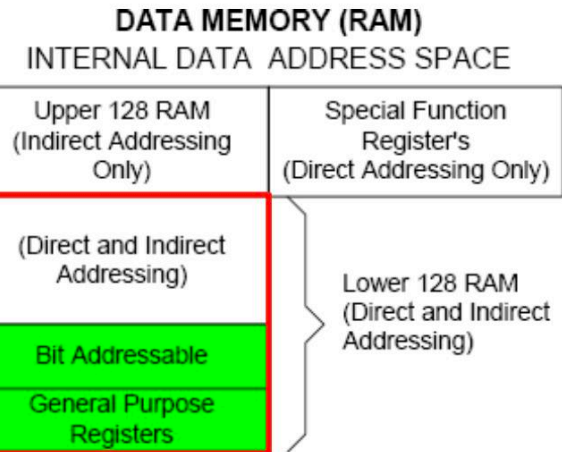 DATA MEMORY (RAM)
INTERNAL DATA ADDRESS SPACE
Upper 128 RAM
(Indirect Addressing
Only)
Special Function
Register's
(Direct Addressing Only)
(Direct and Indirect
Addressing)
Lower 128 RAM
(Direct and Indirect
Addressing)
Bit Addressable
General Purpose
Registers